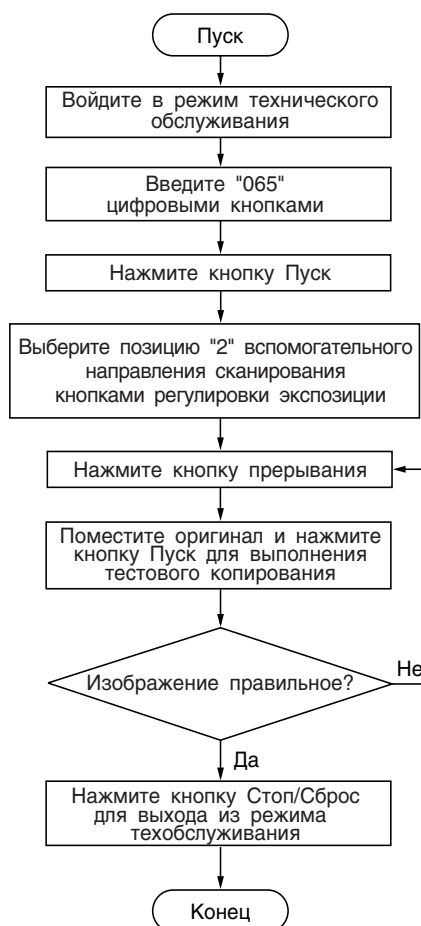 Пуск
Войдите в режим технического
обслуживания
Введите "065"
цифровыми кнопками
Нажмите кнопку Пуск
Выберите позицию "2" вспомогательного
направления сканирования
кнопками регулировки экспозиции
Нажмите кнопку прерывания
Поместите оригинал и нажмите
кнопку Пуск для выполнения
тестового копирования
Изображение правильное?
Не
Да
Нажмите кнопку Стоп/Сброс
для выхода из режима
техобслуживания
Конец